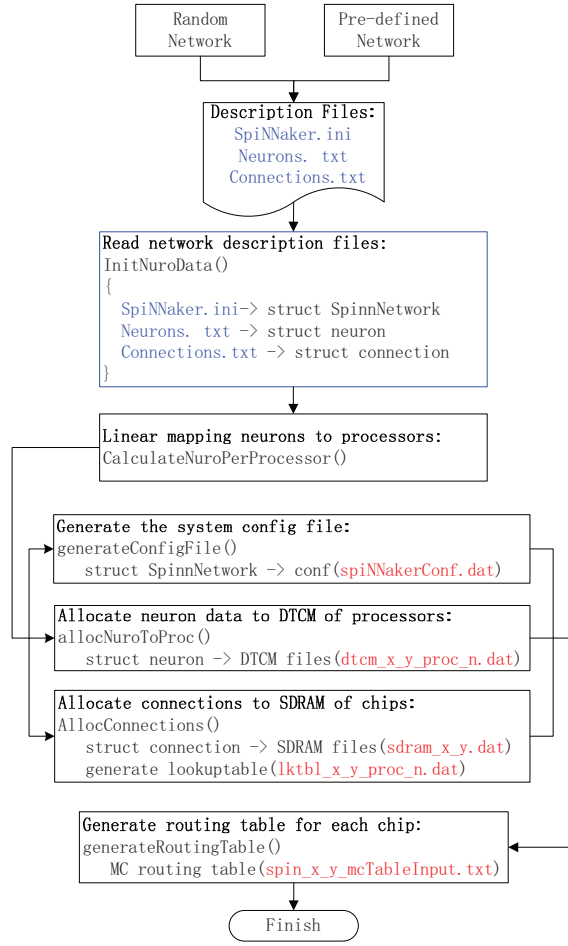 Random
Network
Pre-defined
Network
Description Files:
SpiNNaker.ini
Neurons. txt
Connections.txt
Read network description files:
InitNuroData()
{
SpiNNaker.ini-> struct SpinnNetwork
Neurons. txt -> struct neuron
Connections.txt -> struct connection
}
Linear mapping neurons to processors:
CalculateNuroPerProcessor()
Generate the system config file:
generateConfigFile()
struct SpinnNetwork -> conf(spiNNakerConf.dat)
Allocate neuron data to DTCM of processors:
allocNuroToProc()
struct neuron -> DTCM files(dtcm_x_y_proc_n.dat)
Allocate connections to SDRAM of chips:
AllocConnections()
struct connection -> SDRAM files(sdram_x_y.dat)
generate lookuptable(lktbl_x_y_proc_n.dat)
Generate routing table for each chip:
generateRoutingTable()
MC routing table(spin_x_y_mcTableInput.txt)
Finish